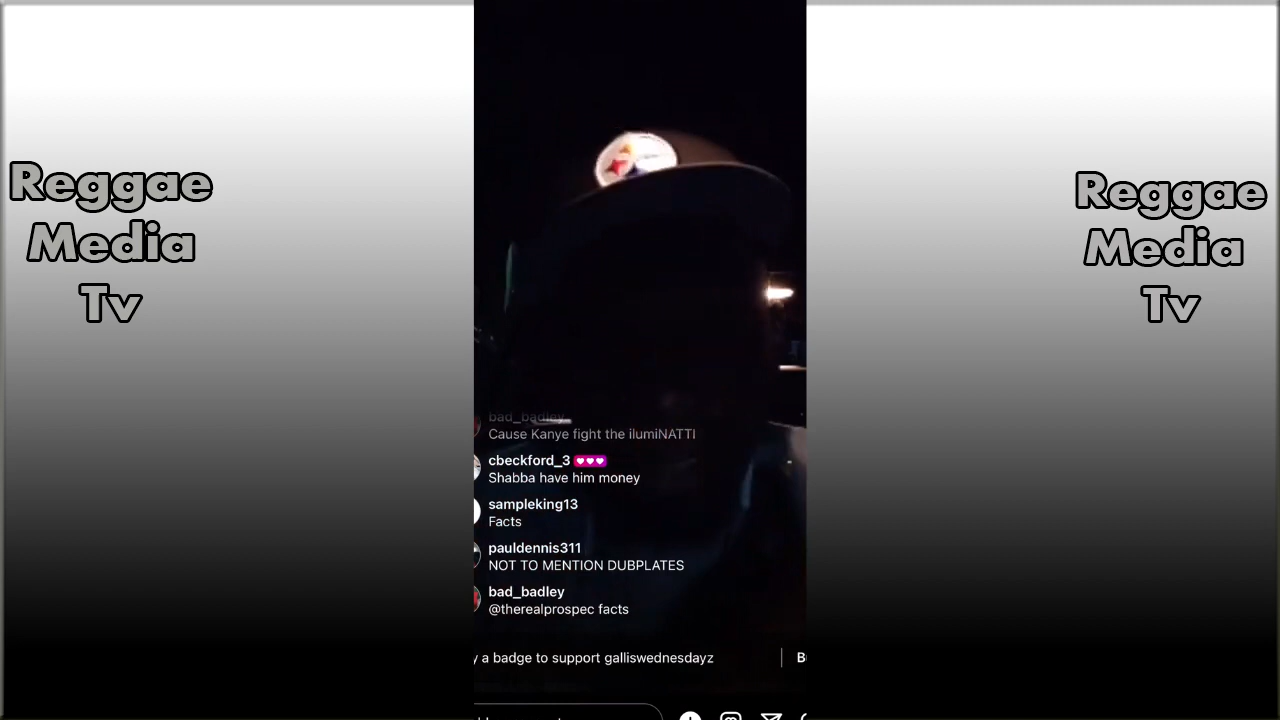 Reggae
Media
Tv
Reggae
Media
Tv
bad_badley
Cause Kanye fight the ilumiNATTI
cbeckford_3
Shabba have him money
sampleking13
Facts
pauldennis311
NOT TO MENTION DUBPLATES
bad_badley
@therealprospec facts
y a badge to support galliswednesdayz